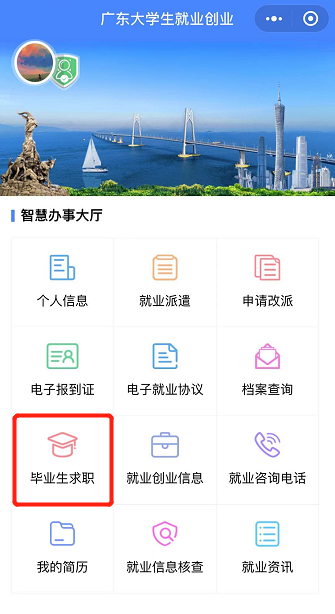 广东大学生就业创业
智慧办事大厅
个人信息
就业派遣
申请改派
电子报到证
电子就业协议
档案查询
毕业生求职
就业创业信息
就业咨询电话
我的简历
就业信息核查
就业资讯